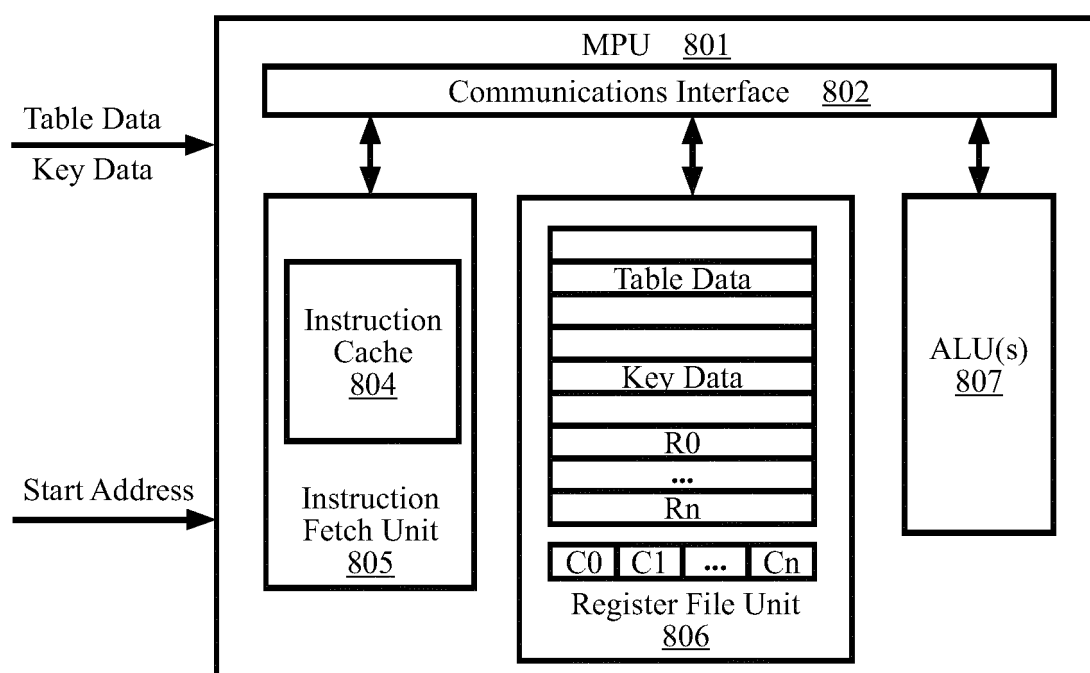 MPU 801
Communications Interface 802
Table Data
Key Data
Start Address
Instruction
Cache
804
Instruction
Fetch Unit
805
Table Data
Key Data
R0
...
Rn
C0 C1 ... Cn
Register File Unit
806
ALU(s)
807